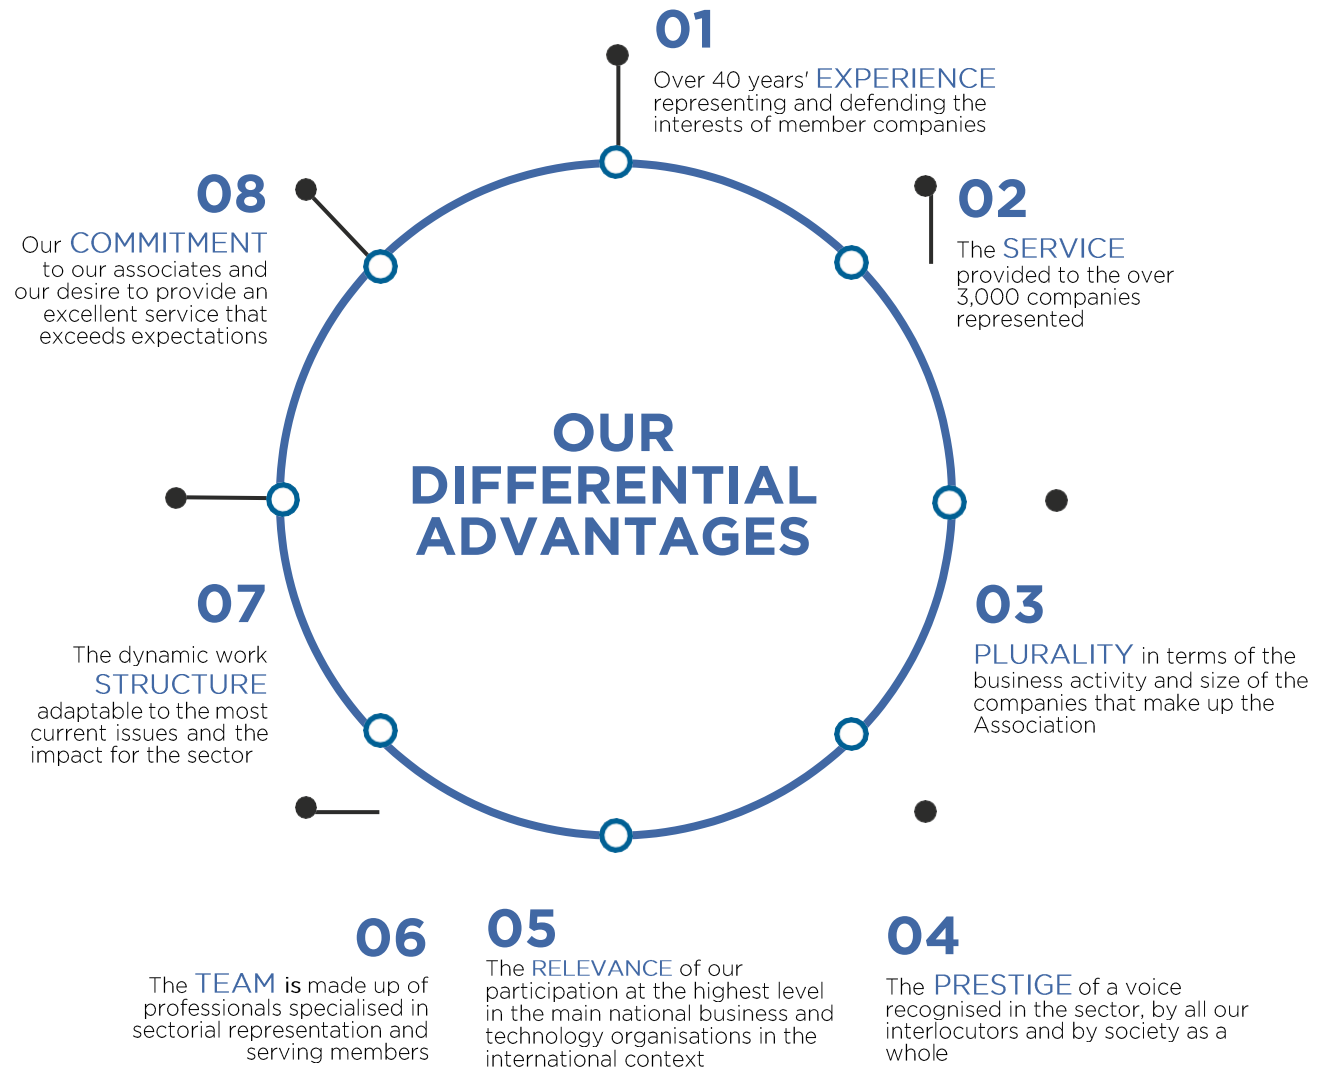 OUR
DIFFERENTIAL
ADVANTAGES
01
Over 40 years' EXPERIENCE
representing and defending the
interests of member companies
02
The SERVICE
provided to the over
3,000 companies
represented
03
PLURALITY in terms of the
business activity and size of the
companies that make up the
Association
04
The PRESTIGE of a voice
recognised in the sector, by all our
interlocutors and by society as a
whole
05
The RELEVANCE of our
participation at the highest level
in the main national business and
technology organisations in the
international context
06
The TEAM is made up of
professionals specialised in
sectorial representation and
serving members
07
The dynamic work
STRUCTURE
adaptable to the most
current issues and the
impact for the sector
08
Our COMMITMENT
to our associates and
our desire to provide an
excellent service that
exceeds expectations